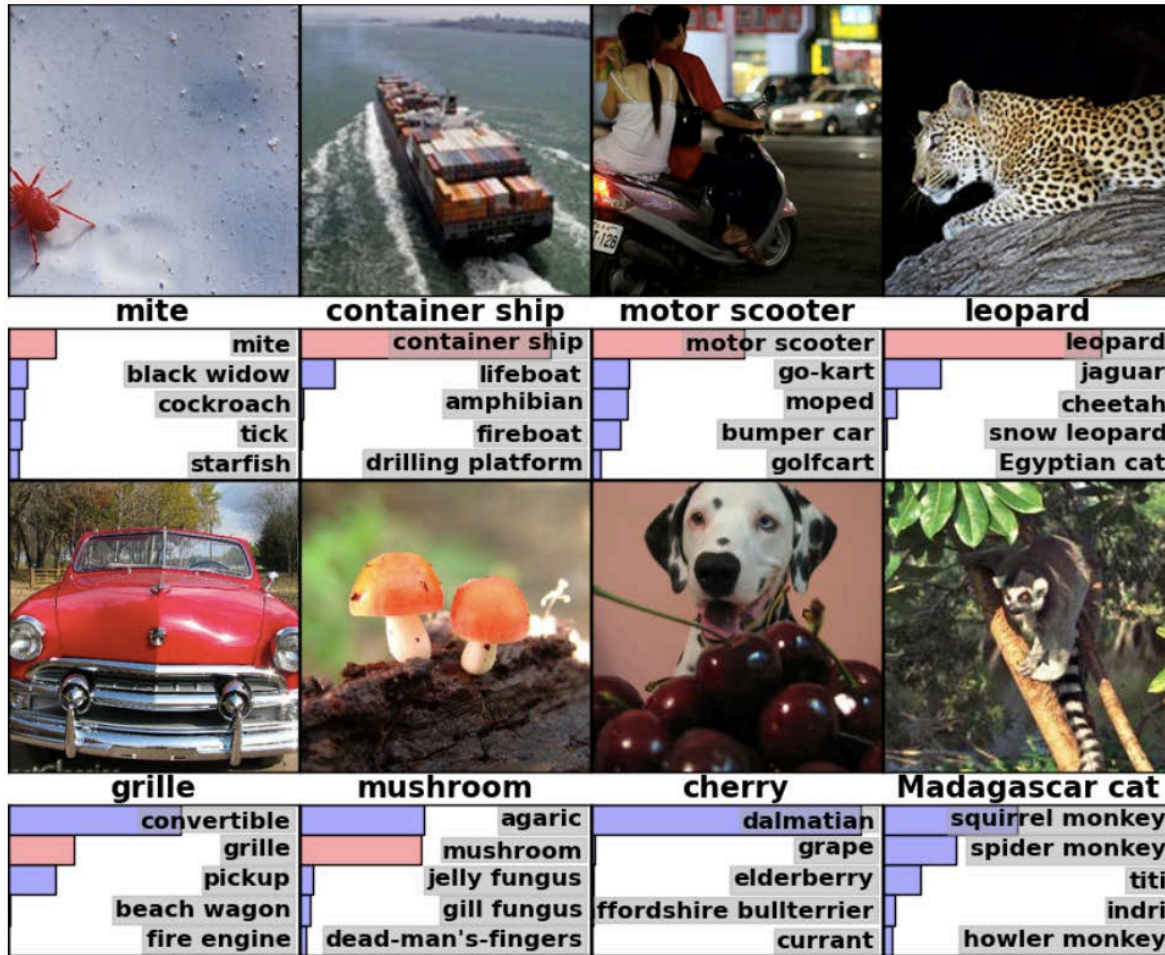 T-128
mite
container ship
motor scooter
leopard
mite
black widow
cockroach
tick
starfish
container ship
lifeboat
amphibian
fireboat
drilling platform
motor scooter
go-kart
moped
bumper car
golfcart
leopard
jaguar
cheetah
snow leopard
Egyptian cat
grille
mushroom
cherry
Madagascar cat
convertible
grille
pickup
beach wagon
fire engine
agaric
mushroom
jelly fungus
gill fungus
dead-man's-fingers
dalmatian
grape
elderberry
ffordshire bullterrier
currant
squirrel monkey
spider monkey
titi
indri
howler monkey